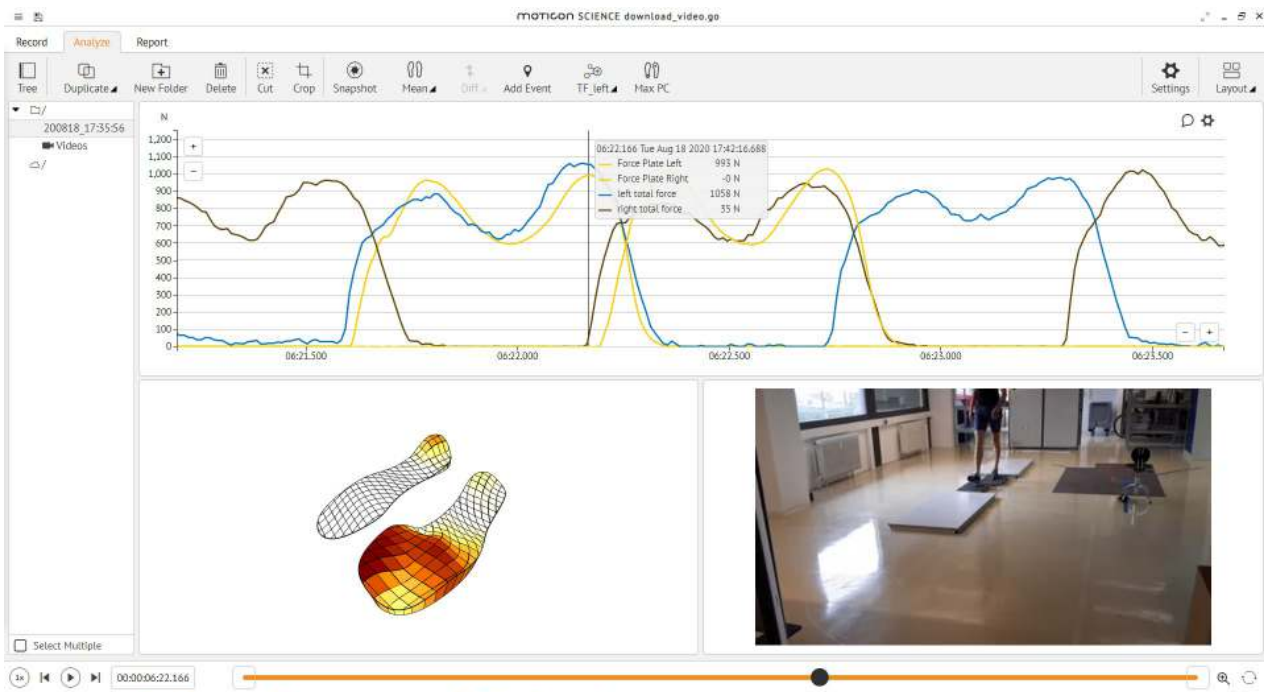 moticon SCIENCE download_video.go
Record Analyze Report
Tree Duplicate New Folder Delete Cut Crop Snapshot Mean Diff Add Event TF_left Max PC Settings Layout
/
200818_17:35:56
Videos
/
N
1,200
1,100
1,000
900
800
700
600
500
400
300
200
100
0
06:22.166 Tue Aug 18 2020 17:42:16.688
Force Plate Left 993 N
Force Plate Right -0 N
left total force 1058 N
right total force 35 N
06:21.500 06:22.000 06:22.500 06:23.000 06:23.500
Select Multiple
1x 00:00:06:22.166